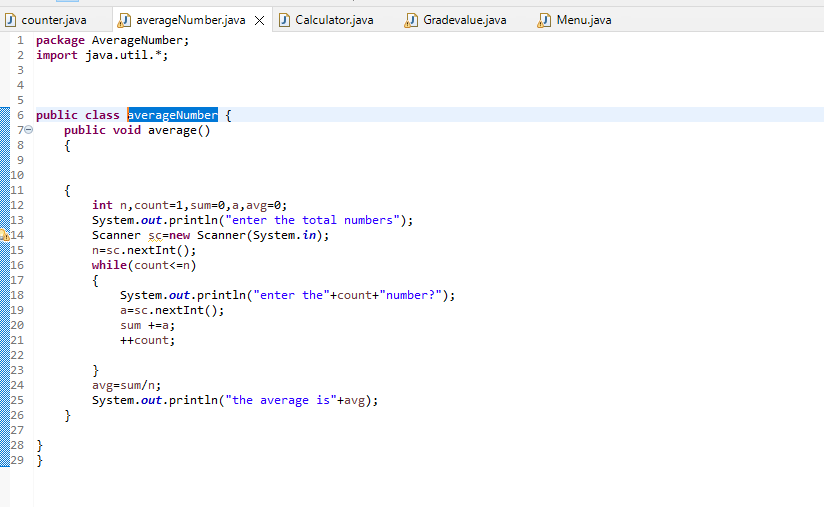 counter.java averageNumber.java Calculator.java Gradevalue.java Menu.java
1 package AverageNumber;
2 import java.util.*;
3
4
5
6 public class averageNumber {
7 public void average()
8 {
9
10
11 {
12 int n,count=1,sum=0,a,avg=0;
13 System.out.println("enter the total numbers");
14 Scanner sc=new Scanner(System.in);
15 n=sc.nextInt();
16 while(count<=n)
17 {
18 System.out.println("enter the"+count+"number?");
19 a=sc.nextInt();
20 sum +=a;
21 ++count;
22
23 }
24 avg=sum/n;
25 System.out.println("the average is"+avg);
26 }
27
28 }
29 }